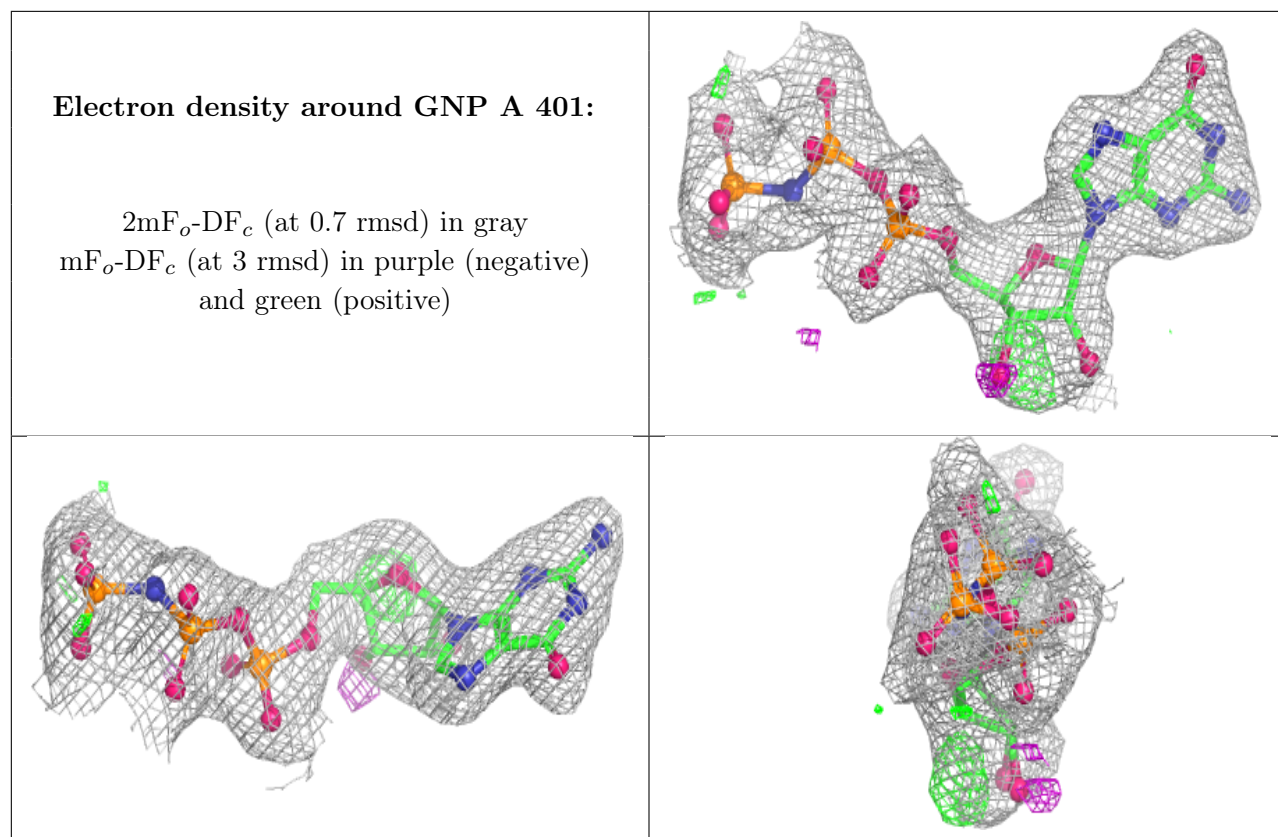 Electron density around GNP A 401:
2mFo-DFc (at 0.7 rmsd) in gray
mFo-DFc (at 3 rmsd) in purple (negative)
and green (positive)